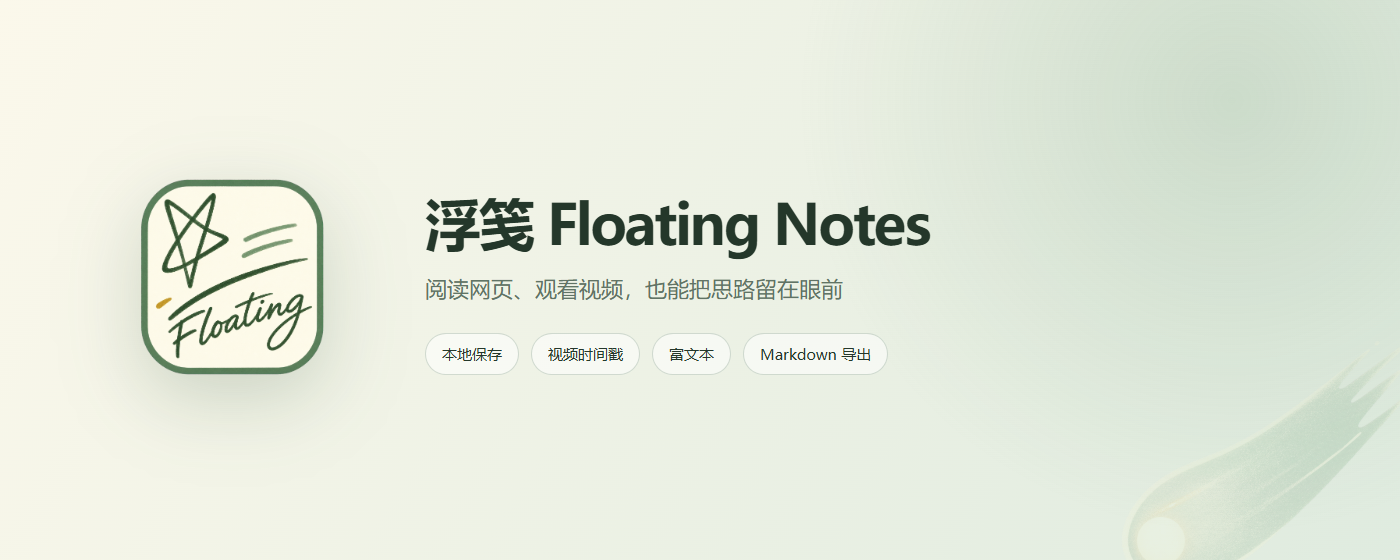 浮笺 Floating Notes
阅读网页、观看视频，也能把思路留在眼前
本地保存
视频时间戳
富文本
Markdown 导出
Floating